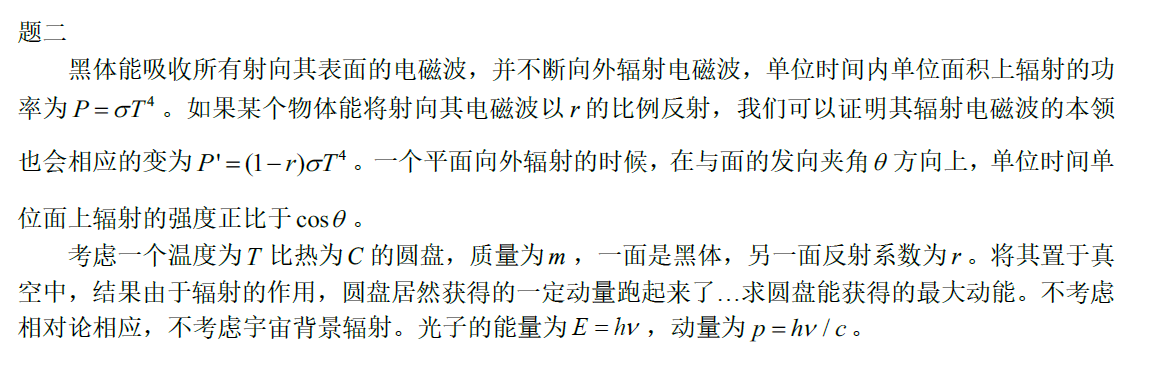 题二
黑体能吸收所有射向其表面的电磁波，并不断向外辐射电磁波，单位时间内单位面积上辐射的功
率为 P = σT⁴ 。如果某个物体能将射向其电磁波以 r 的比例反射，我们可以证明其辐射电磁波的本领
也会相应的变为 P' = (1 − r)σT⁴ 。一个平面向外辐射的时候，在与面的发向夹角 θ 方向上，单位时间单
位面上辐射的强度正比于 cosθ 。
考虑一个温度为 T 比热为 C 的圆盘，质量为 m ，一面是黑体，另一面反射系数为 r 。将其置于真
空中，结果由于辐射的作用，圆盘居然获得的一定动量跑起来了…求圆盘能获得的最大动能。不考虑
相对论相应，不考虑宇宙背景辐射。光子的能量为 E = hν ，动量为 p = hν / c 。